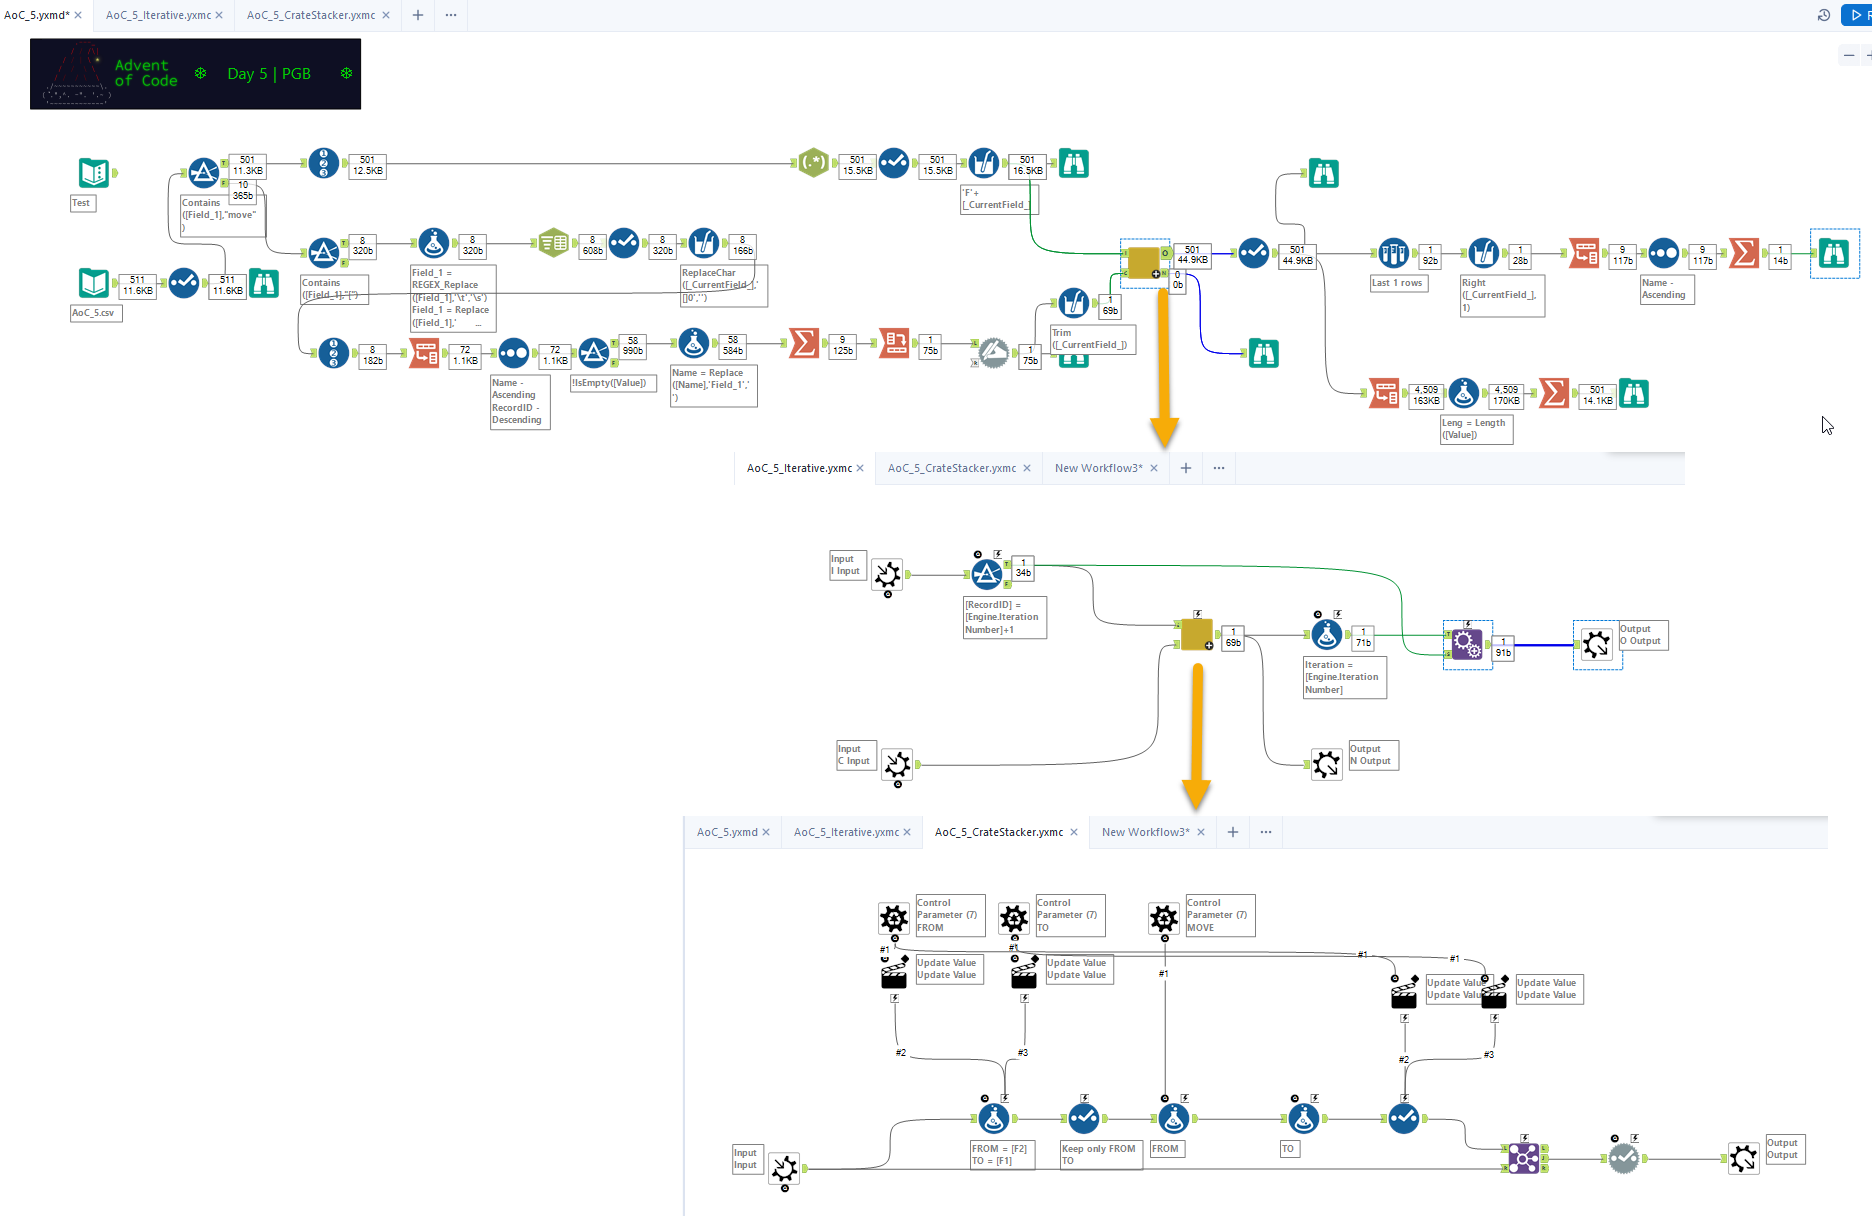 AoC_5.yxmd* ×
AoC_5_Iterative.yxmc ×
AoC_5_CrateStacker.yxmc ×
+
...
Advent
of Code
Day 5 | PGB
Test
501
11.3KB
10
365b
Contains
([Field_1],"move"
)
501
12.5KB
501
15.5KB
501
15.5KB
501
16.5KB
'F'+
[_CurrentField_]
511
11.6KB
511
11.6KB
AoC_5.csv
8
320b
Contains
([Field_1],"[")
8
320b
Field_1 =
REGEX_Replace
([Field_1],'\t','\s')
Field_1 = Replace
([Field_1],' ...
8
608b
8
320b
8
166b
ReplaceChar
([_CurrentField_],'
[]0','')
8
182b
72
1.1KB
72
1.1KB
Name -
Ascending
RecordID -
Descending
58
990b
!IsEmpty([Value])
58
584b
Name = Replace
([Name],'Field_1','
')
9
125b
1
75b
1
75b
1
69b
Trim
([_CurrentField_])
501
44.9KB
0
0b
501
44.9KB
1
92b
Last 1 rows
1
28b
Right
([_CurrentField_],
1)
9
117b
9
117b
Name -
Ascending
1
14b
4,509
163KB
4,509
170KB
Leng = Length
([Value])
501
14.1KB
AoC_5_Iterative.yxmc ×
AoC_5_CrateStacker.yxmc ×
New Workflow3* ×
+
...
Input
I Input
1
34b
[RecordID] =
[Engine.Iteration
Number]+1
1
69b
1
71b
Iteration =
[Engine.Iteration
Number]
1
91b
Output
O Output
Input
C Input
Output
N Output
AoC_5.yxmd ×
AoC_5_Iterative.yxmc ×
AoC_5_CrateStacker.yxmc ×
New Workflow3* ×
+
...
Control
Parameter (7)
FROM
Control
Parameter (7)
TO
Control
Parameter (7)
MOVE
#1
#1
#1
#1
#1
Update Value
Update Value
Update Value
Update Value
Update Value
Update Value
Update Value
Update Value
#2
#3
#2
#3
FROM = [F2]
TO = [F1]
Keep only FROM
TO
FROM
TO
Input
Input
Output
Output